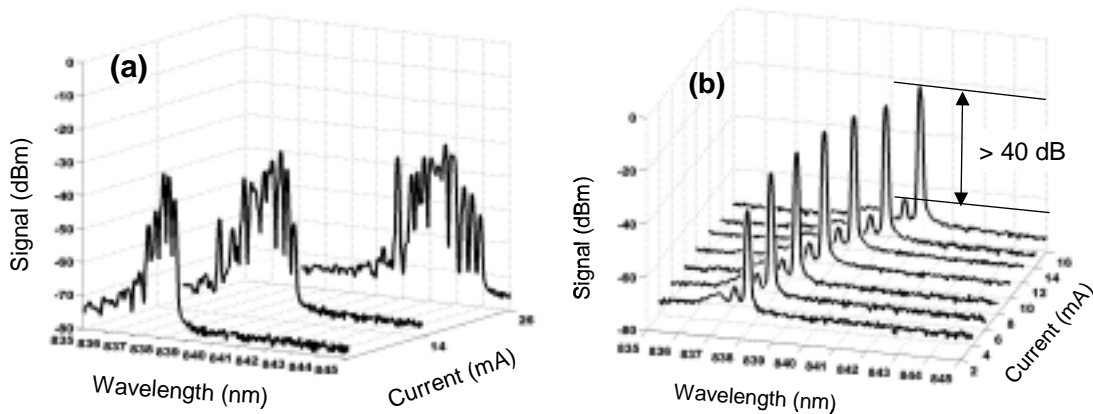 (a)
0
-10
-20
-30
-40
-50
-60
-70
-80
Signal (dBm)
835 836 837 838 839 840 841 842 843 844 845
Wavelength (nm)
14
26
Current (mA)
(b)
0
-20
-40
-60
-80
Signal (dBm)
> 40 dB
835 836 837 838 839 840 841 842 843 844 845
Wavelength (nm)
2
4
6
8
10
12
14
16
Current (mA)